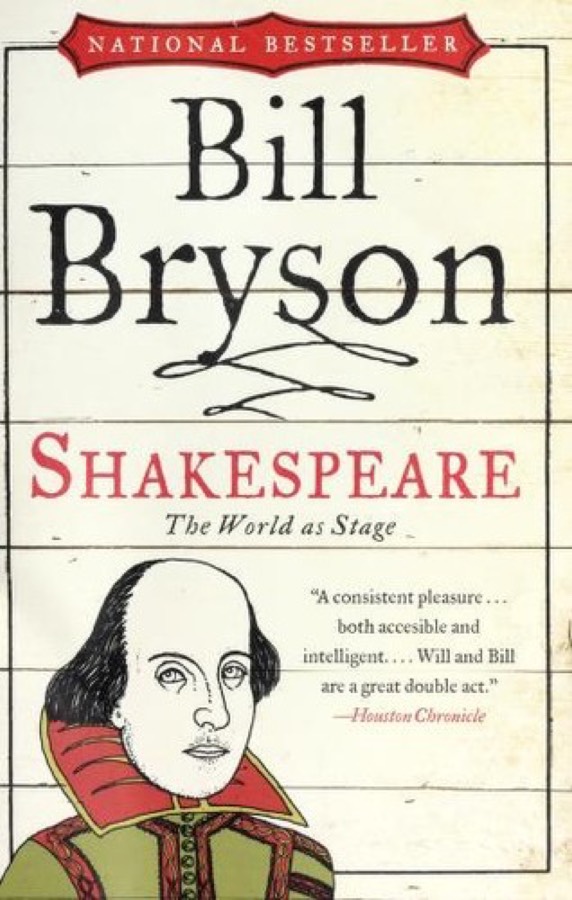 NATIONAL BESTSELLER
Bill
Bryson
SHAKESPEARE
The World as Stage
“A consistent pleasure . . .
both accesible and
intelligent. . . . Will and Bill
are a great double act.”
—Houston Chronicle